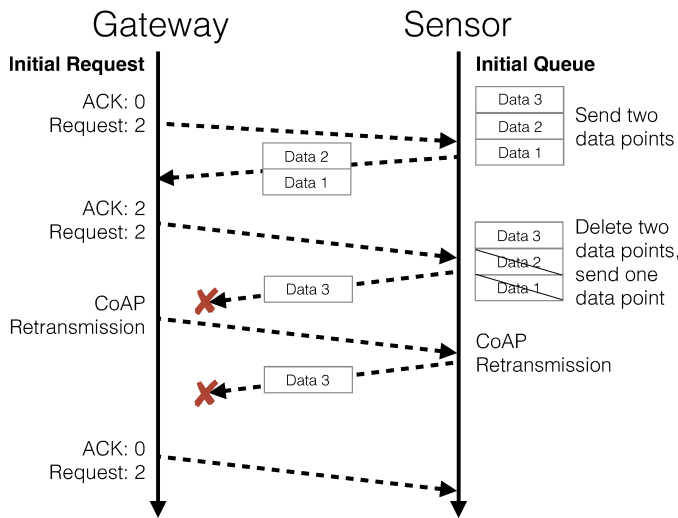 Gateway
Sensor
Initial Request
Initial Queue
ACK: 0
Request: 2
Data 3
Data 2
Data 1
Send two
data points
Data 2
Data 1
ACK: 2
Request: 2
Data 3
Data 2
Data 1
Delete two
data points,
send one
data point
Data 3
CoAP
Retransmission
CoAP
Retransmission
Data 3
ACK: 0
Request: 2